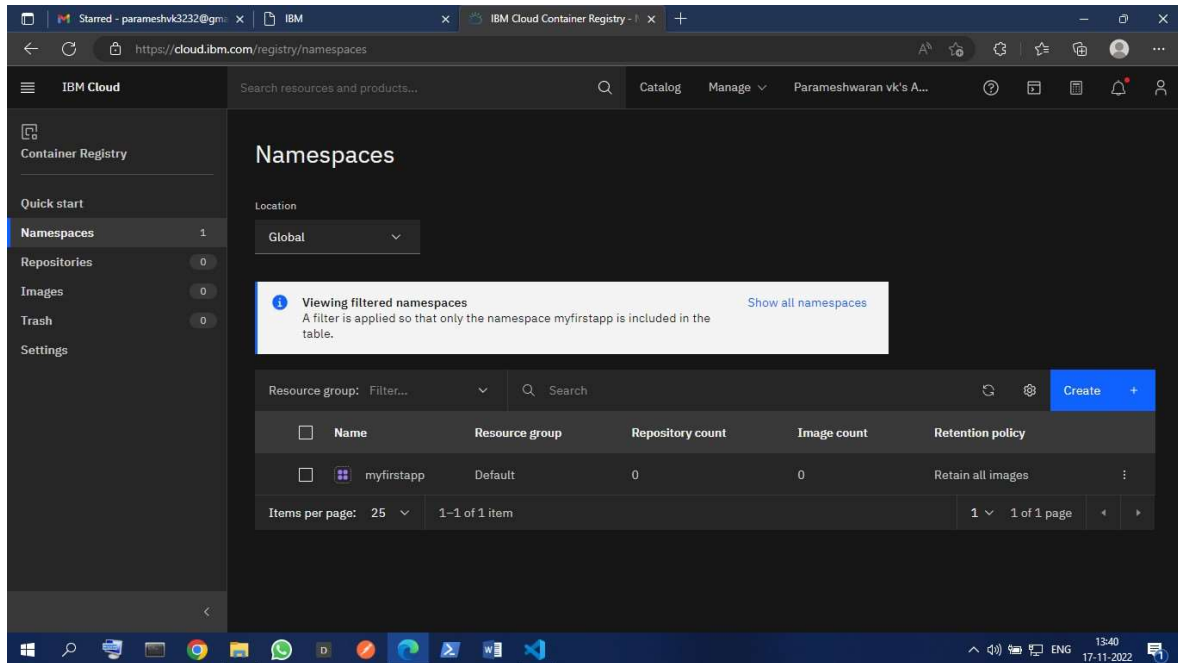 Starred - parameshvk3232@gma
IBM
IBM Cloud Container Registry - N
https://cloud.ibm.com/registry/namespaces
IBM Cloud
Search resources and products...
Catalog
Manage
Parameshwaran vk's A...
Container Registry
Quick start
Namespaces 1
Repositories 0
Images 0
Trash 0
Settings
Namespaces
Location
Global
Viewing filtered namespaces
Show all namespaces
A filter is applied so that only the namespace myfirstapp is included in the
table.
Resource group: Filter...
Search
Create +
Name Resource group Repository count Image count Retention policy
myfirstapp Default 0 0 Retain all images
Items per page: 25 1–1 of 1 item
1 1 of 1 page
ENG
13:40
17-11-2022